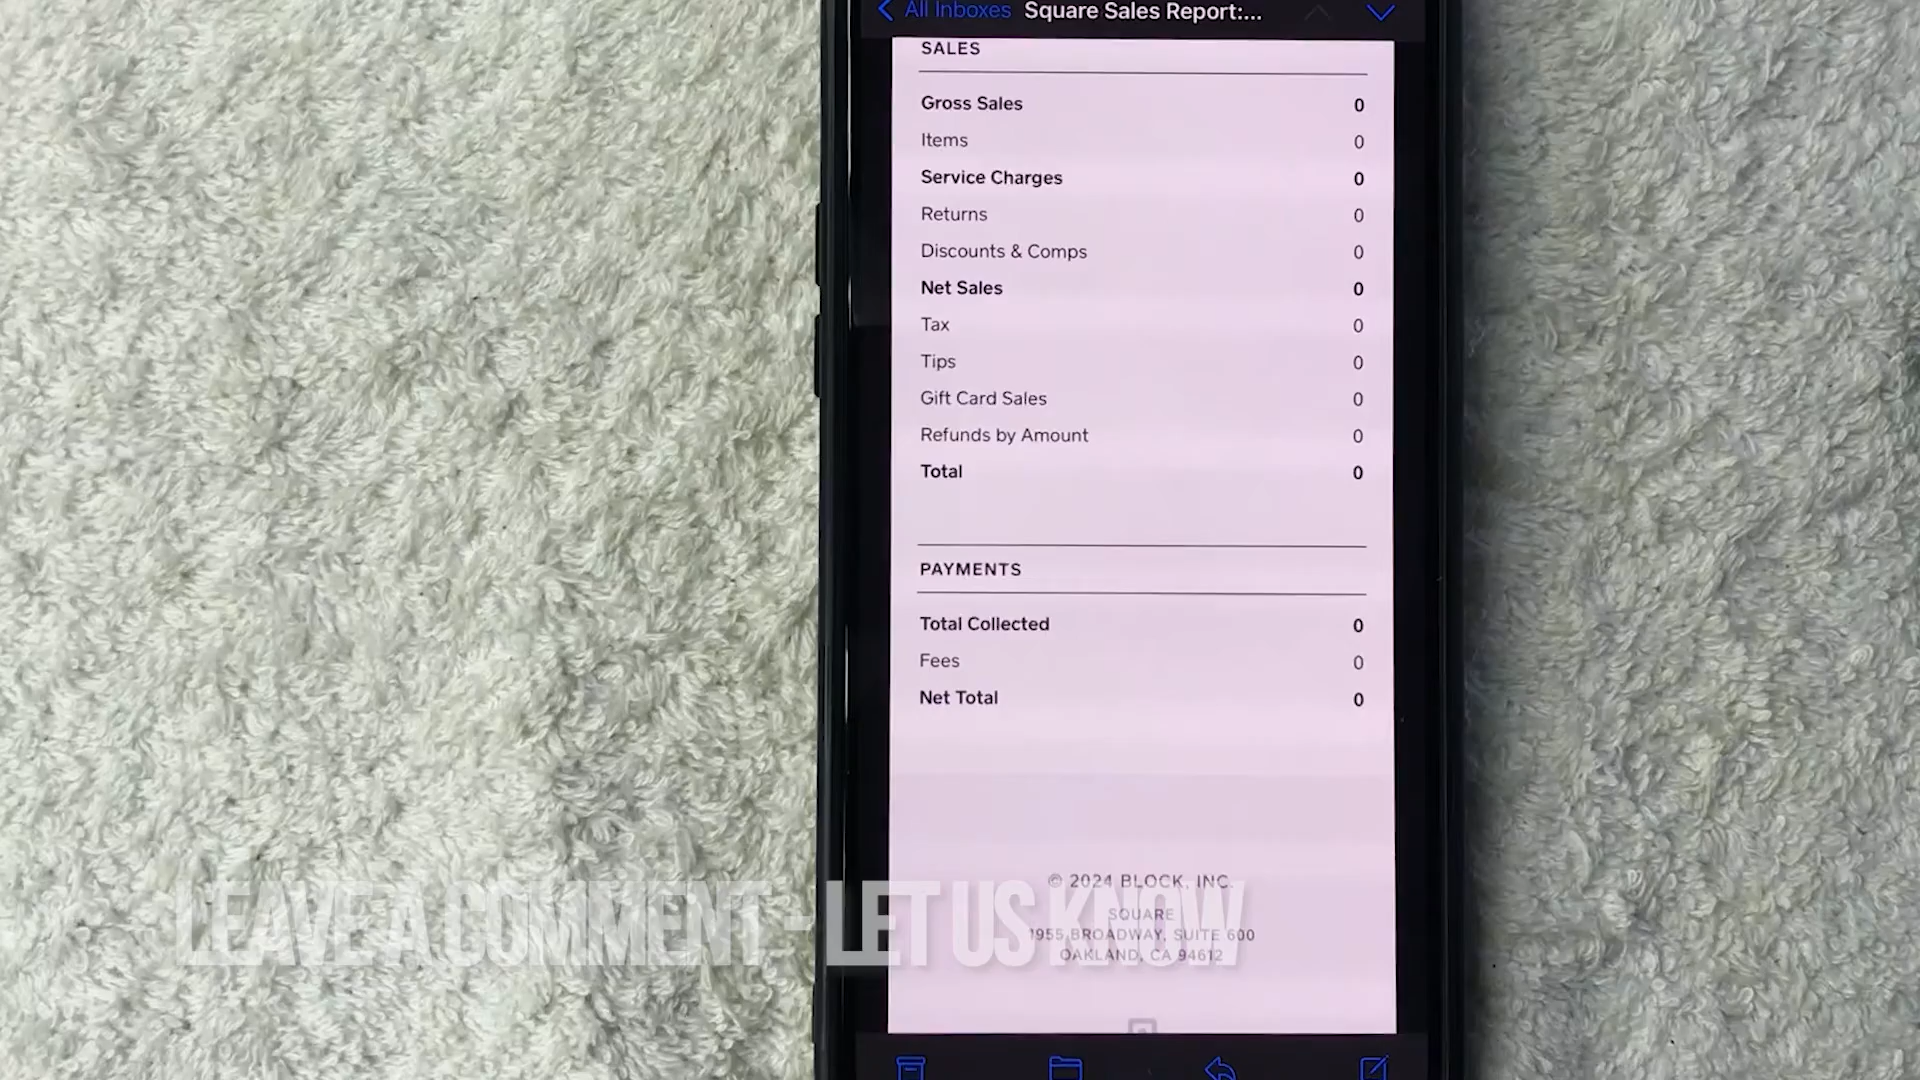 All Inboxes Square Sales Report:...
SALES
Gross Sales 0
Items 0
Service Charges 0
Returns 0
Discounts & Comps 0
Net Sales 0
Tax 0
Tips 0
Gift Card Sales 0
Refunds by Amount 0
Total 0
PAYMENTS
Total Collected 0
Fees 0
Net Total 0
© 2024 BLOCK, INC.
SQUARE
1955 BROADWAY, SUITE 600
OAKLAND, CA 94612
LEAVE A COMMENT - LET US KNOW